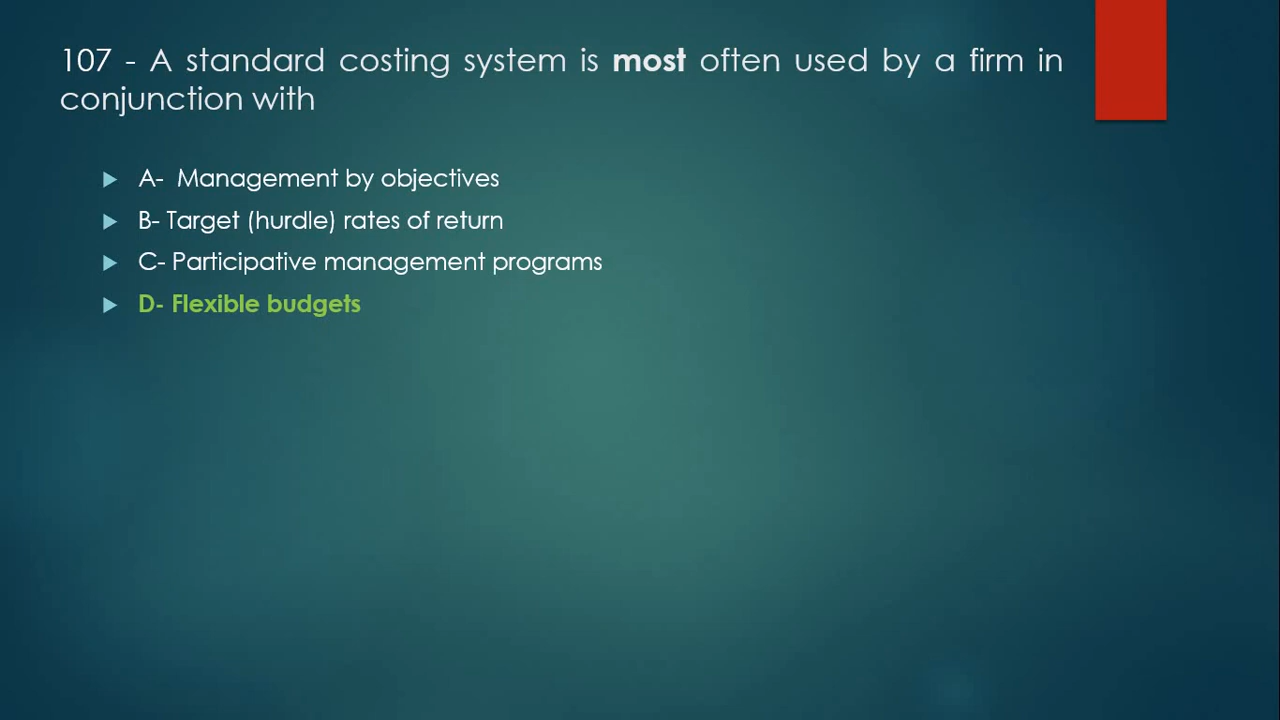 107 - A standard costing system is most often used by a firm in
conjunction with
A- Management by objectives
B- Target (hurdle) rates of return
C- Participative management programs
D- Flexible budgets